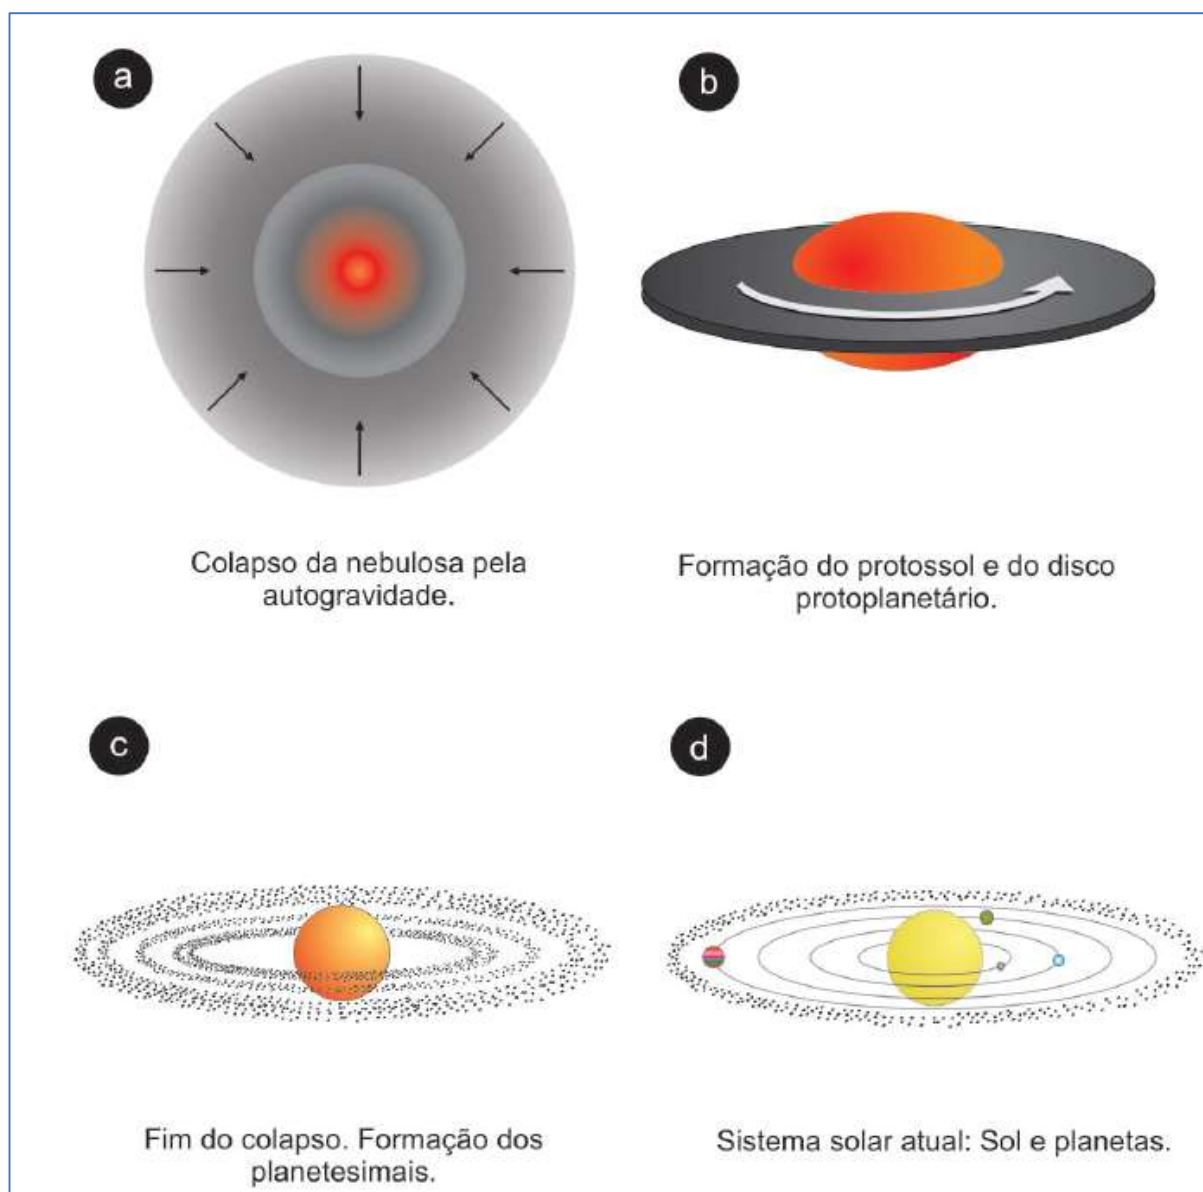 a
b
Colapso da nebulosa pela
autogravidade.
Formação do protossol e do disco
protoplanetário.
c
d
Fim do colapso. Formação dos
planetesimais.
Sistema solar atual: Sol e planetas.